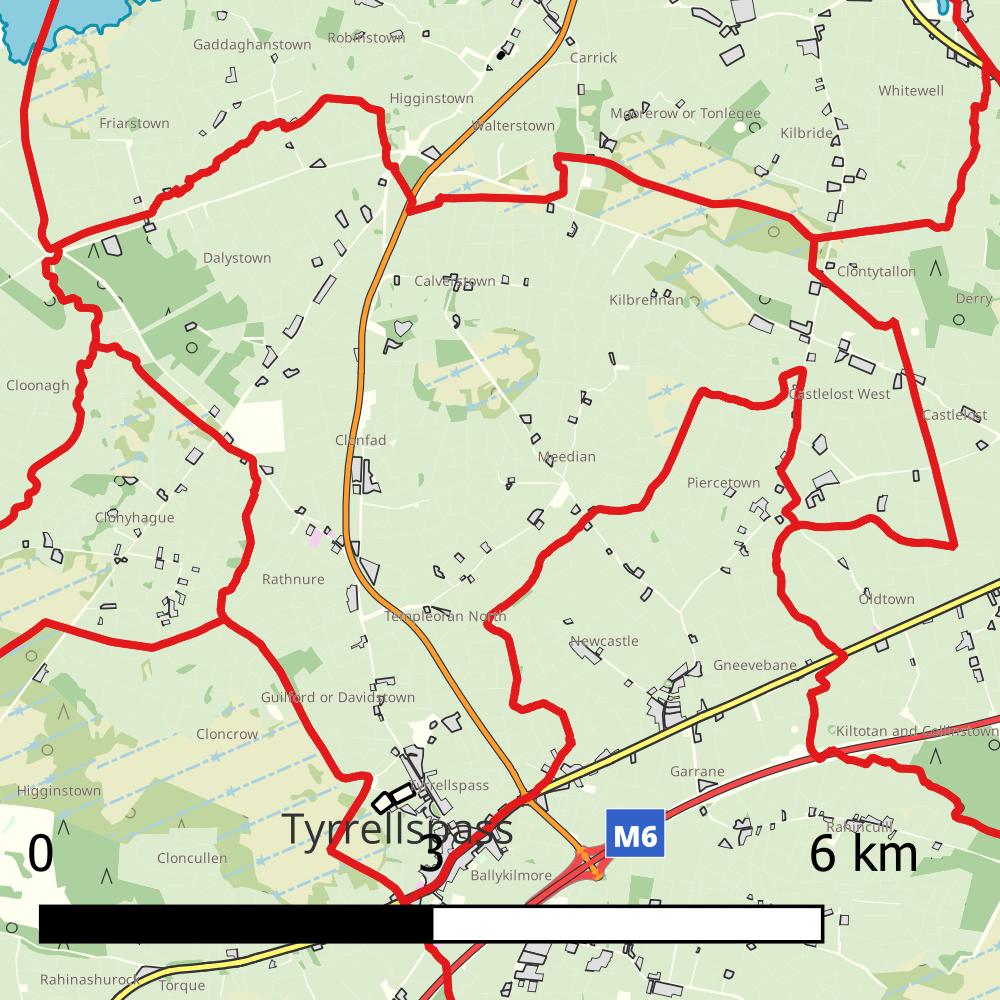 Robinstown
Gaddaghanstown
Carrick
Whitewell
Higginstown
Friarstown
Walterstown
Moorerow or Tonlegee
Kilbride
Dalystown
Clontytallon
Calverstown
Kilbrennan
Derry
Cloonagh
Castlelost West
Castlelost
Clonfad
Meedian
Piercetown
Clonyhague
Rathnure
Oldtown
Templeoran North
Newcastle
Gneevebane
Guilford or Davidstown
Cloncrow
Kiltotan and Collinstown
Garrane
Tyrrellspass
Higginstown
Tyrrellspass
M6
Rahincuill
0 3 6 km
Cloncullen
Ballykilmore
Rahinashurock
Torque